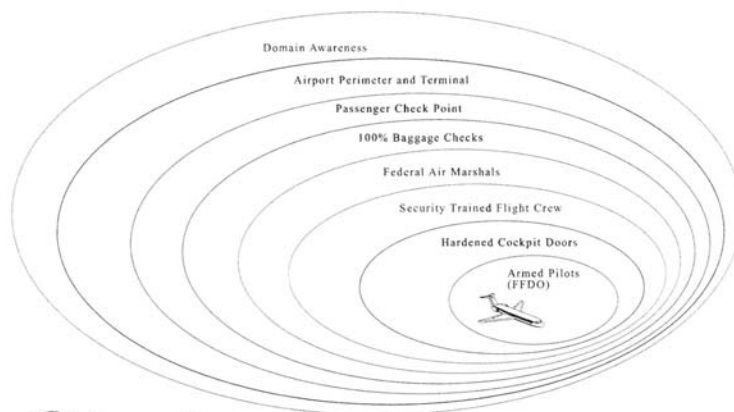 Domain Awareness
Airport Perimeter and Terminal
Passenger Check Point
100% Baggage Checks
Federal Air Marshals
Security Trained Flight Crew
Hardened Cockpit Doors
Armed Pilots
(FFDO)